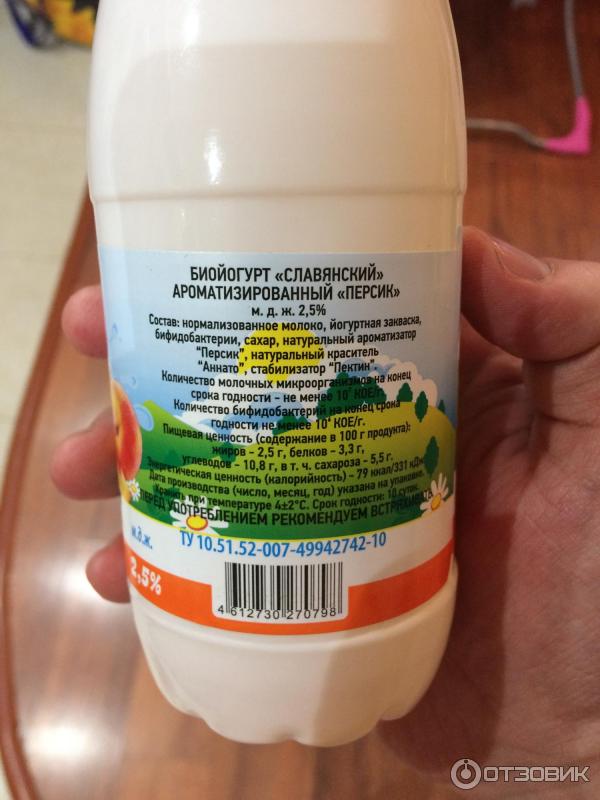 БИОЙОГУРТ «СЛАВЯНСКИЙ»
АРОМАТИЗИРОВАННЫЙ «ПЕРСИК»
м. д. ж. 2,5%
Состав: нормализованное молоко, йогуртная закваска,
бифидобактерии, сахар, натуральный ароматизатор
"Персик", натуральный краситель
"Аннато", стабилизатор "Пектин"
Количество молочных микроорганизмов на конец
срока годности - не менее 10⁷ КОЕ/г.
Количество бифидобактерий на конец срока
годности не менее 10⁶ КОЕ/г.
Пищевая ценность (содержание в 100 г продукта):
жиров - 2,5 г, белков - 3,3 г,
углеводов - 10,8 г, в т. ч. сахароза - 5,5 г.
Энергетическая ценность (калорийность) - 79 ккал/331 кДж
Дата производства (число, месяц, год) указана на упаковке.
Хранить при температуре 4±2°С. Срок годности: 10 суток.
ПЕРЕД УПОТРЕБЛЕНИЕМ РЕКОМЕНДУЕМ ВСТРЯХИВАТЬ
ТУ 10.51.52-007-49942742-10
м.д.ж.
2,5%
4 612730 270798
ОТЗОВИК